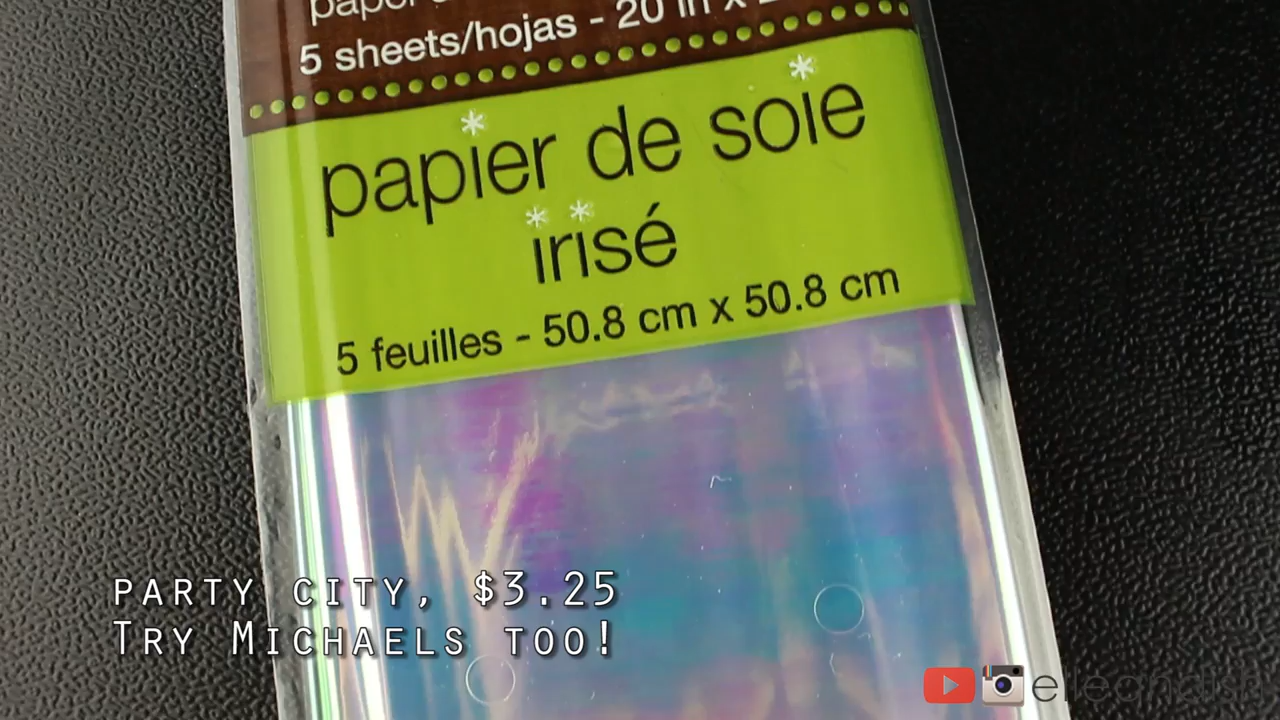 paper
5 sheets/hojas - 20 in x
papier de soie
irisé
5 feuilles - 50.8 cm x 50.8 cm
PARTY CITY, $3.25
TRY MICHAELS TOO!